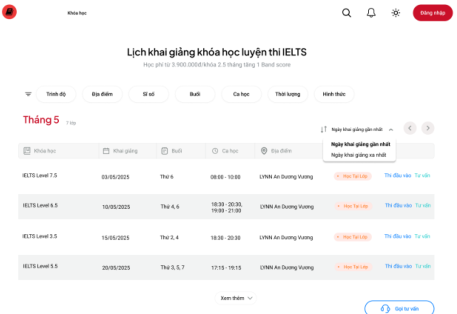 Khóa học
Đăng nhập
Lịch khai giảng khóa học luyện thi IELTS
Học phí từ 3.900.000đ/khóa 2.5 tháng tăng 1 Band score
Trình độ
Địa điểm
Sĩ số
Buổi
Ca học
Thời lượng
Hình thức
Tháng 5
Ngày khai giảng gần nhất
Ngày khai giảng gần nhất
Ngày khai giảng xa nhất
Khóa học Khai giảng Buổi Ca học Địa điểm
IELTS Level 7.5 03/05/2025 Thứ 6 08:00 - 10:00 LYNN An Dương Vương Học Tại Lớp Thi đầu vào Tư vấn
IELTS Level 6.5 10/05/2025 Thứ 4, 6 18:30 - 20:30, LYNN An Dương Vương Học Tại Lớp Thi đầu vào Tư vấn
19:00 - 21:00
IELTS Level 3.5 15/05/2025 Thứ 2, 4 18:30 - 20:30 LYNN An Dương Vương Học Tại Lớp Thi đầu vào Tư vấn
IELTS Level 5.5 20/05/2025 Thứ 3, 5, 7 17:15 - 19:15 LYNN An Dương Vương Học Tại Lớp Thi đầu vào Tư vấn
Xem thêm
Gọi tư vấn